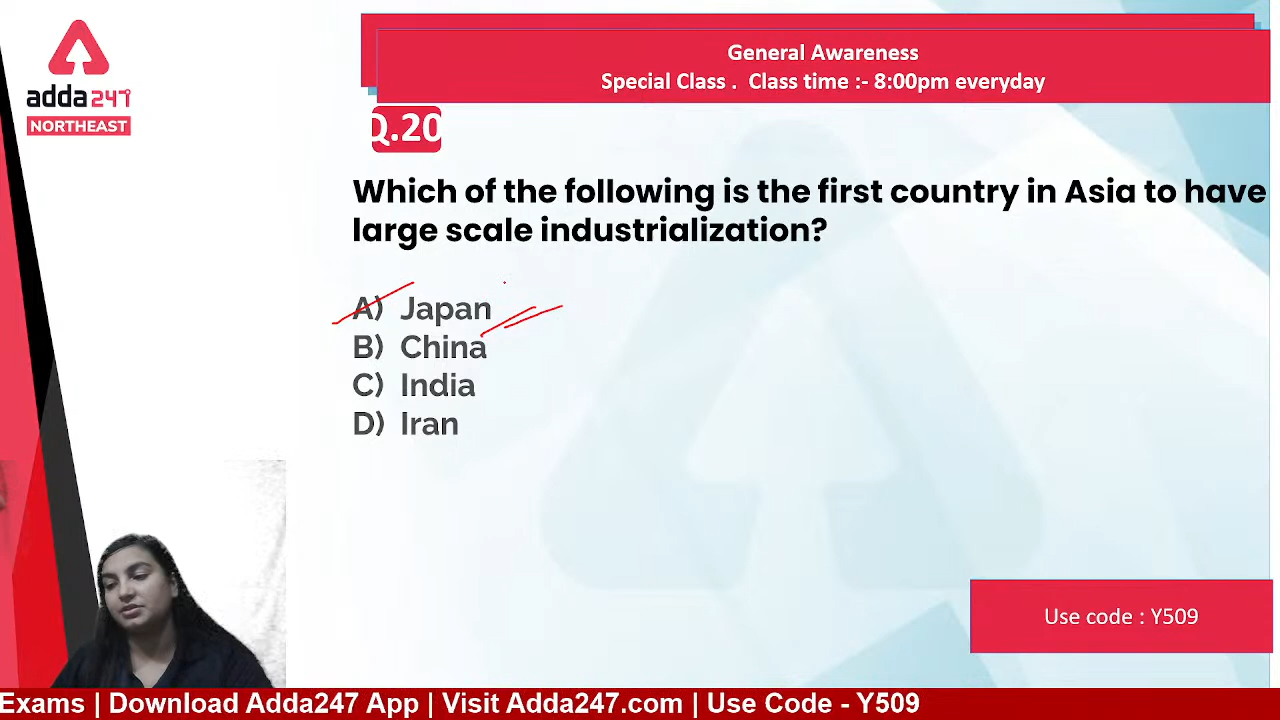 adda247
NORTHEAST
General Awareness
Special Class . Class time :- 8:00pm everyday
Q.20
Which of the following is the first country in Asia to have
large scale industrialization?
A) Japan
B) China
C) India
D) Iran
Use code : Y509
Exams | Download Adda247 App | Visit Adda247.com | Use Code - Y509